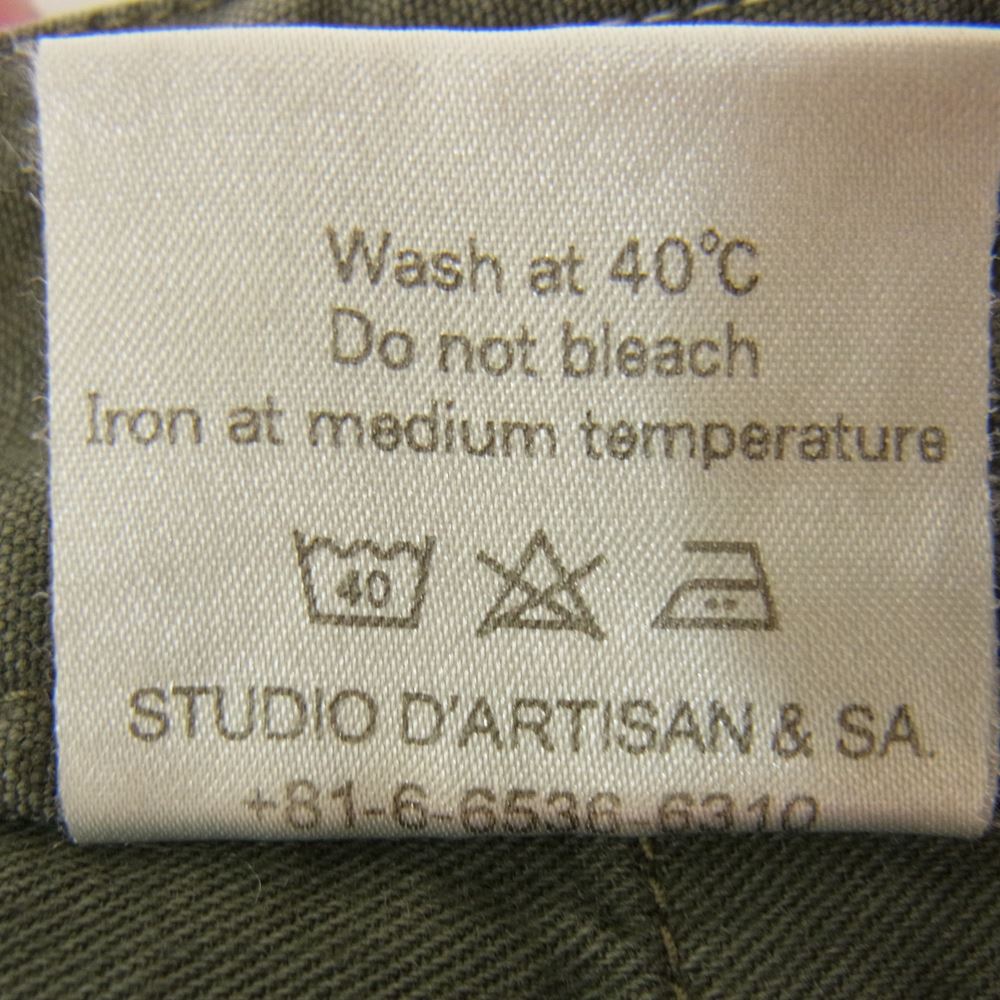 Wash at 40℃
Do not bleach
Iron at medium temperature
40
STUDIO D'ARTISAN & SA.
+81-6-6536-6310